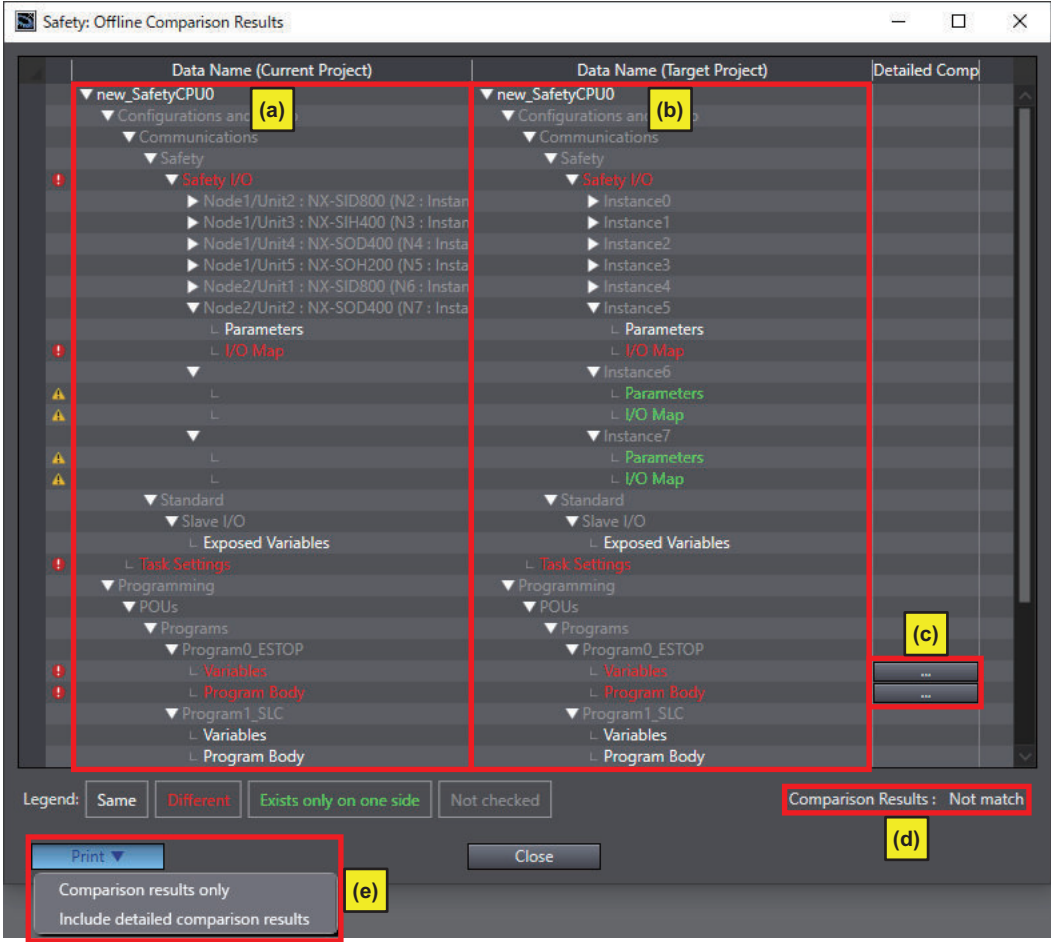 Safety: Offline Comparison Results
Data Name (Current Project) Data Name (Target Project) Detailed Comp
new_SafetyCPU0 new_SafetyCPU0
(a) (b)
Configurations and Configurations and
Communications Communications
Safety Safety
Safety I/O Safety I/O
Node1/Unit2 : NX-SID800 (N2 : Instan Instance0
Node1/Unit3 : NX-SIH400 (N3 : Instan Instance1
Node1/Unit4 : NX-SOD400 (N4 : Insta Instance2
Node1/Unit5 : NX-SOH200 (N5 : Insta Instance3
Node2/Unit1 : NX-SID800 (N6 : Instan Instance4
Node2/Unit2 : NX-SOD400 (N7 : Insta Instance5
Parameters Parameters
I/O Map I/O Map
Instance6
Parameters
I/O Map
Instance7
Parameters
I/O Map
Standard Standard
Slave I/O Slave I/O
Exposed Variables Exposed Variables
Task Settings Task Settings
Programming Programming
POUs POUs
Programs Programs
(c)
Program0_ESTOP Program0_ESTOP
Variables Variables ...
Program Body Program Body ...
Program1_SLC Program1_SLC
Variables Variables
Program Body Program Body
Legend: Same Different Exists only on one side Not checked Comparison Results : Not match
(d)
Print ▼ Close
Comparison results only
(e)
Include detailed comparison results